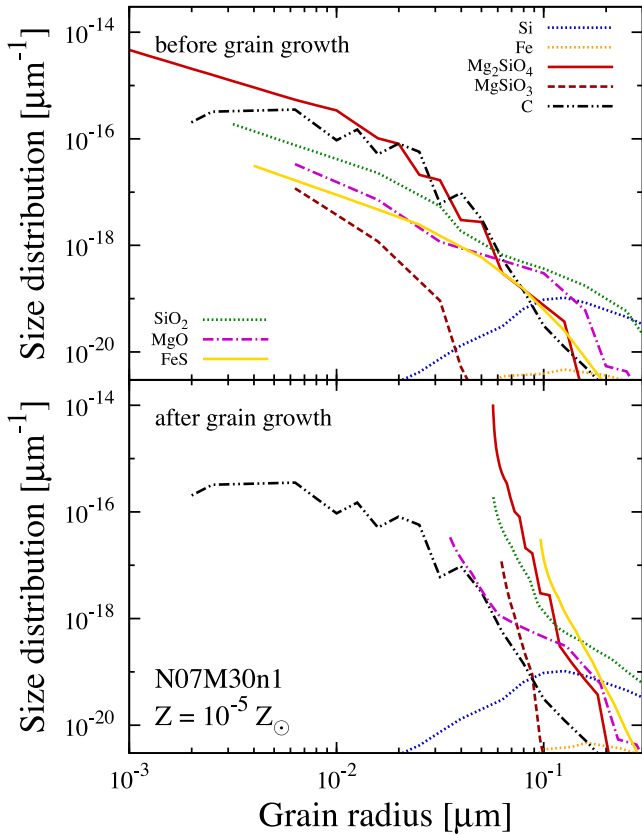 10⁻¹⁴
before grain growth
Si
Fe
Mg₂SiO₄
MgSiO₃
C
10⁻¹⁶
10⁻¹⁸
10⁻²⁰
SiO₂
MgO
FeS
Size distribution [μm⁻¹]
10⁻¹⁴
after grain growth
10⁻¹⁶
10⁻¹⁸
10⁻²⁰
N07M30n1
Z = 10⁻⁵ Z☉
Size distribution [μm⁻¹]
10⁻³ 10⁻² 10⁻¹
Grain radius [μm]